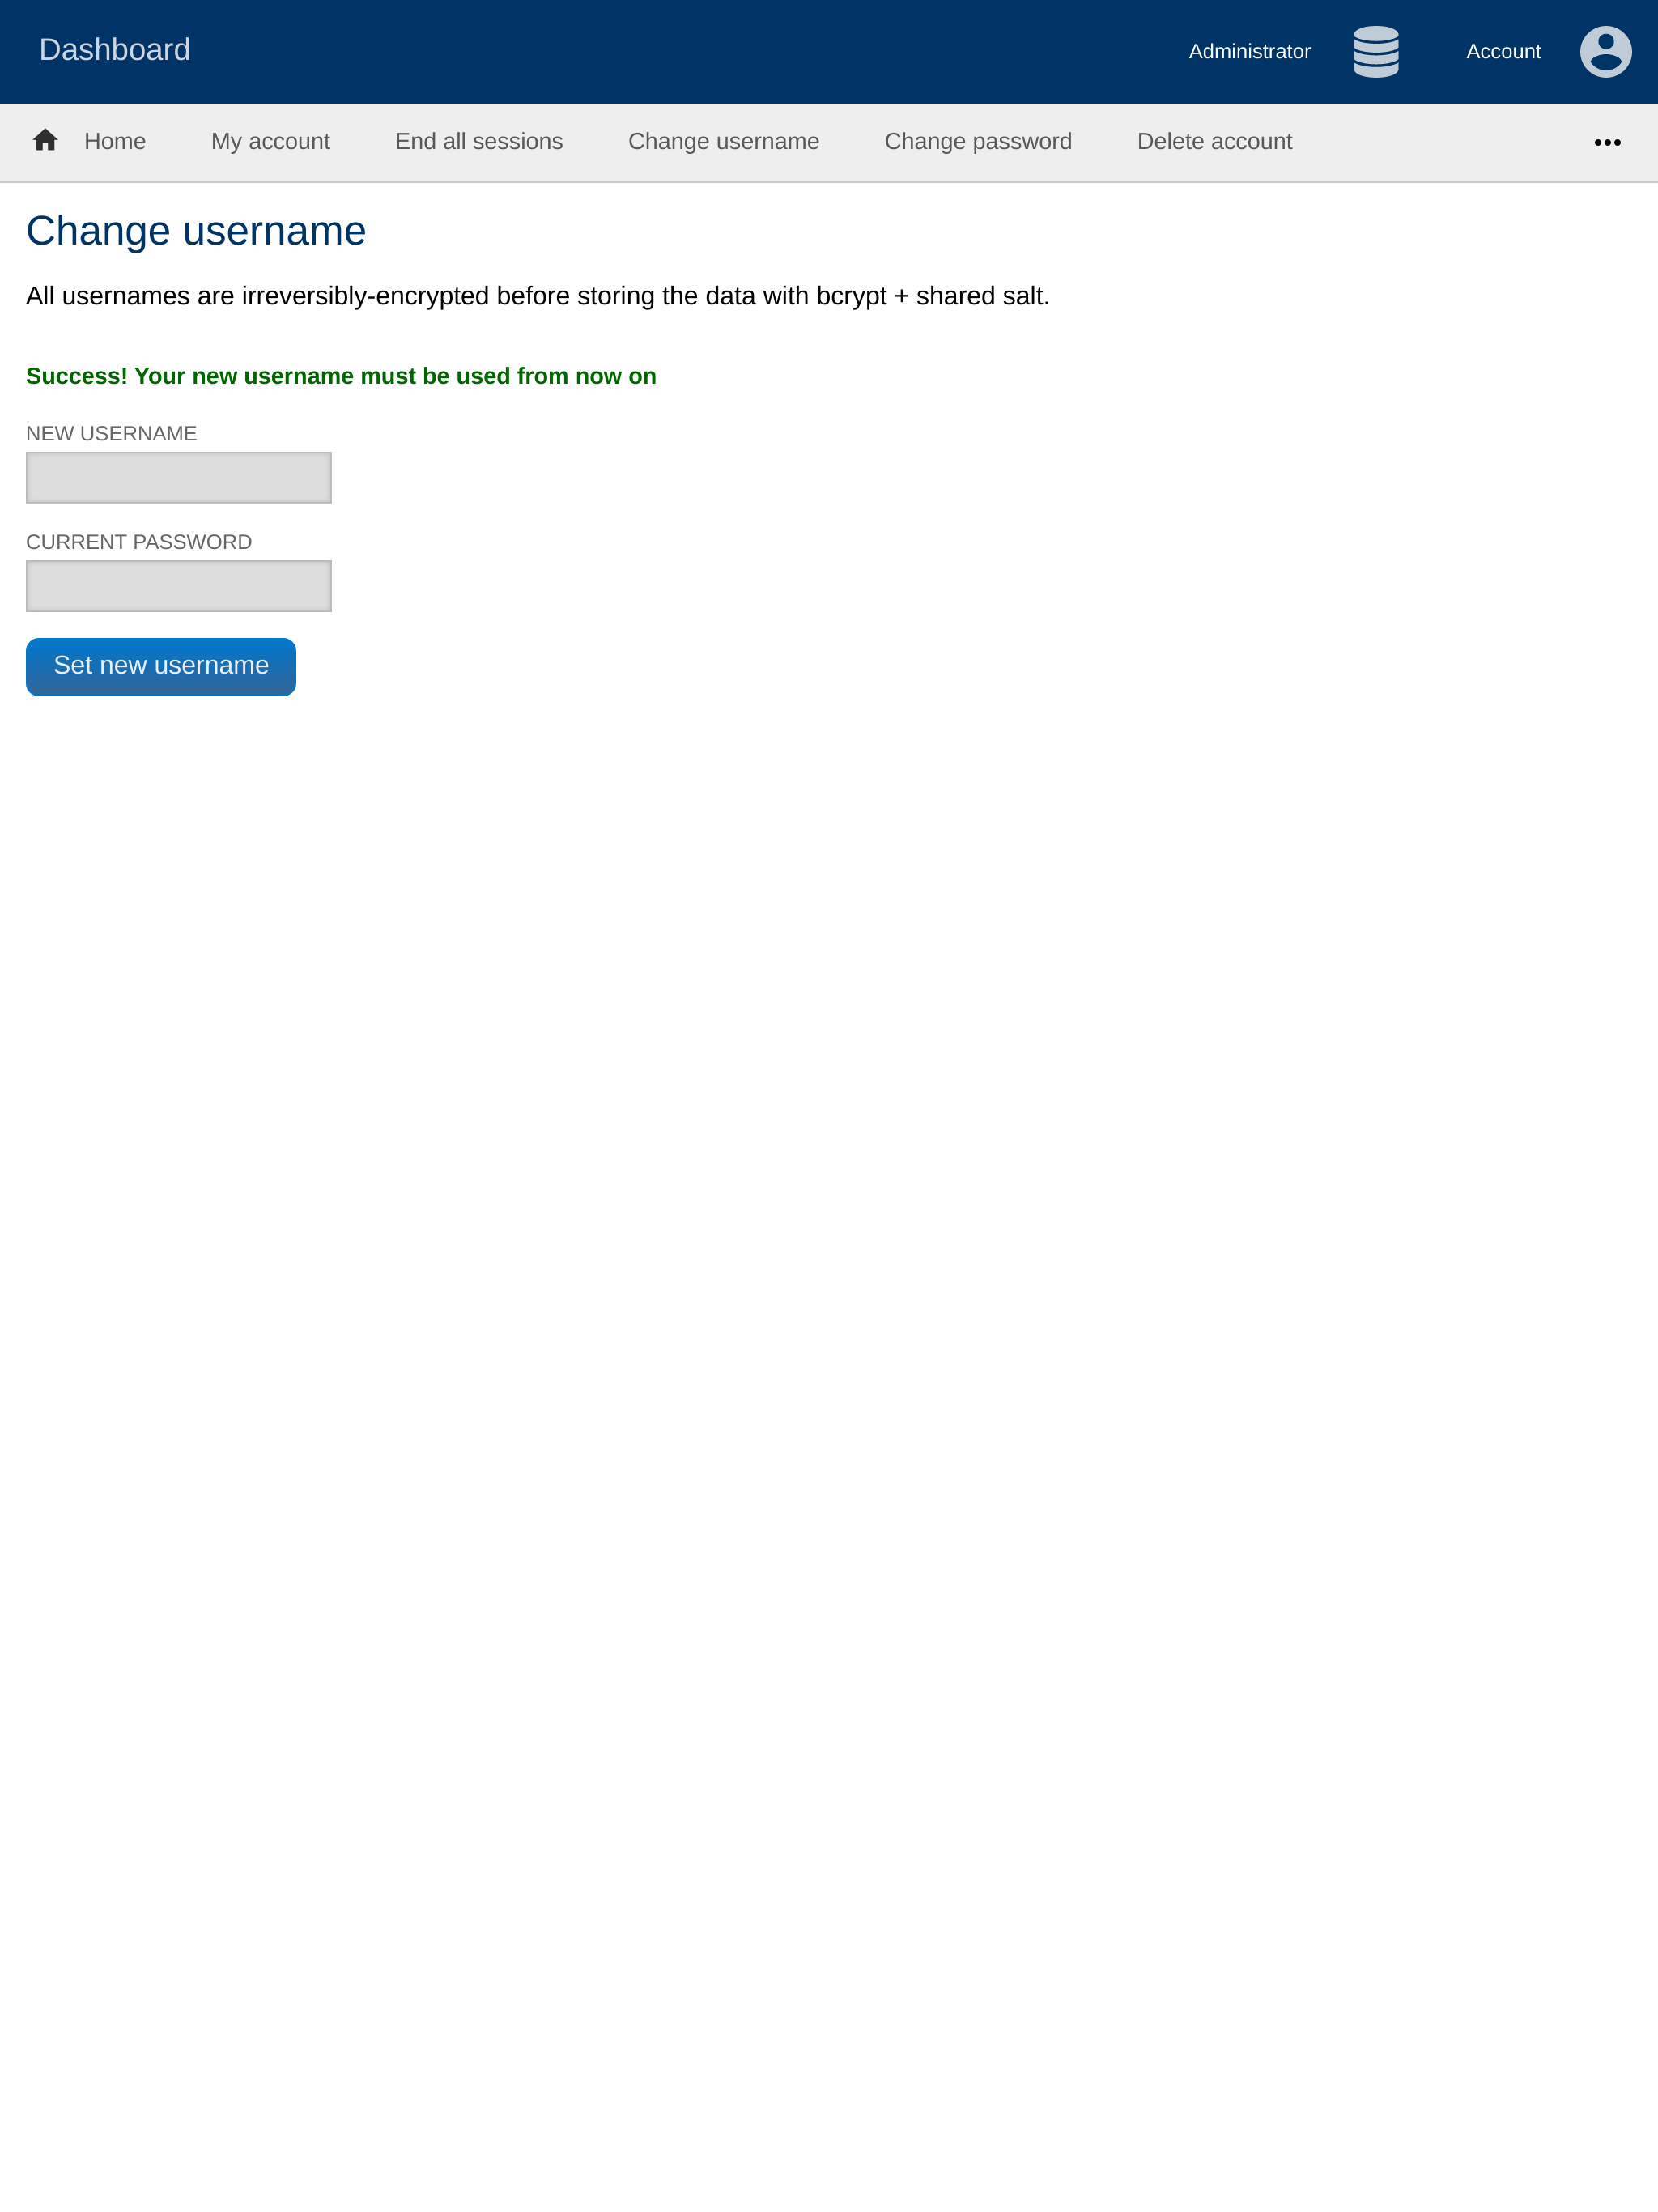 Dashboard Administrator Account
Home My account End all sessions Change username Change password Delete account
Change username
All usernames are irreversibly-encrypted before storing the data with bcrypt + shared salt.
Success! Your new username must be used from now on
NEW USERNAME
CURRENT PASSWORD
Set new username